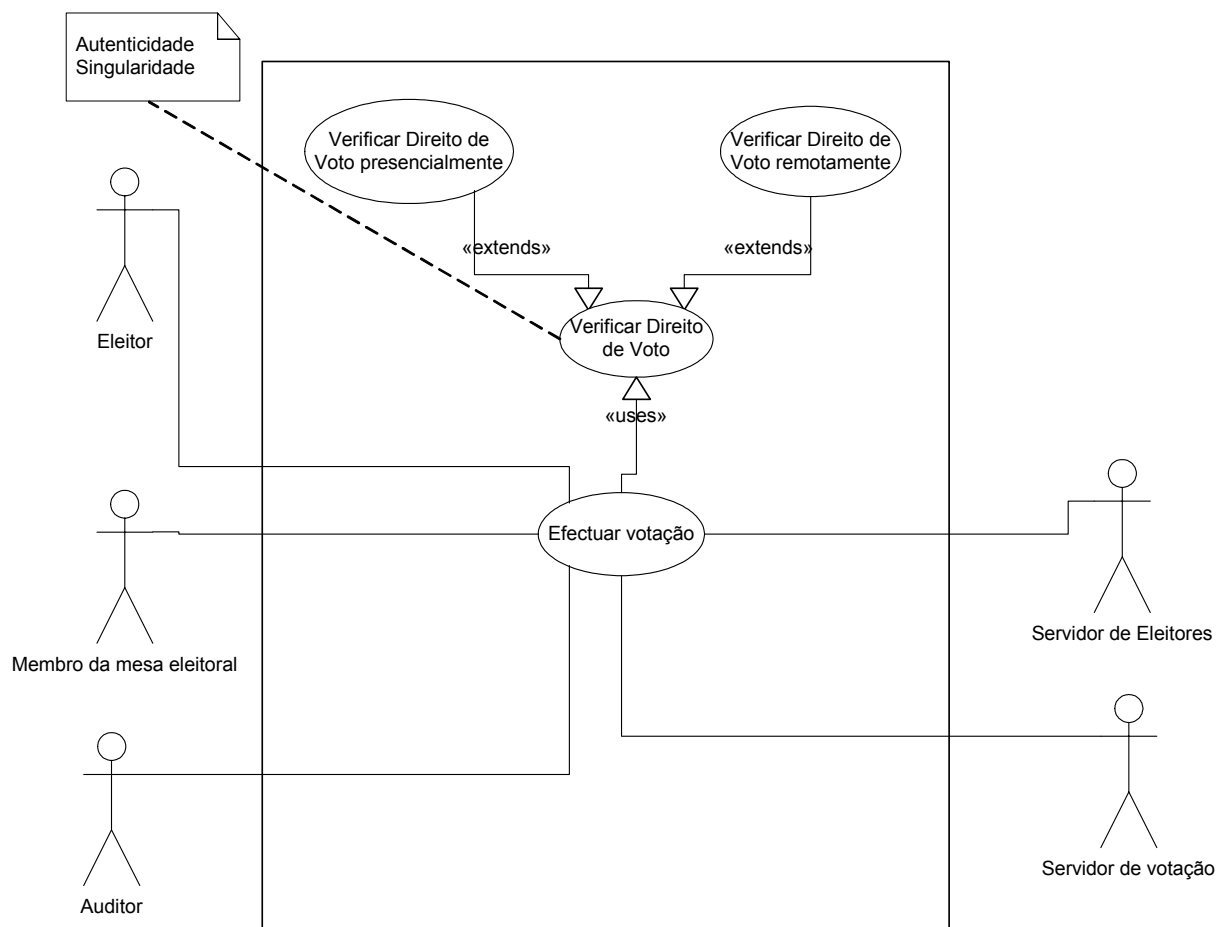 Autenticidade
Singularidade
Verificar Direito de
Voto presencialmente
Verificar Direito de
Voto remotamente
«extends»
«extends»
Verificar Direito
de Voto
Eleitor
«uses»
Efectuar votação
Servidor de Eleitores
Membro da mesa eleitoral
Servidor de votação
Auditor